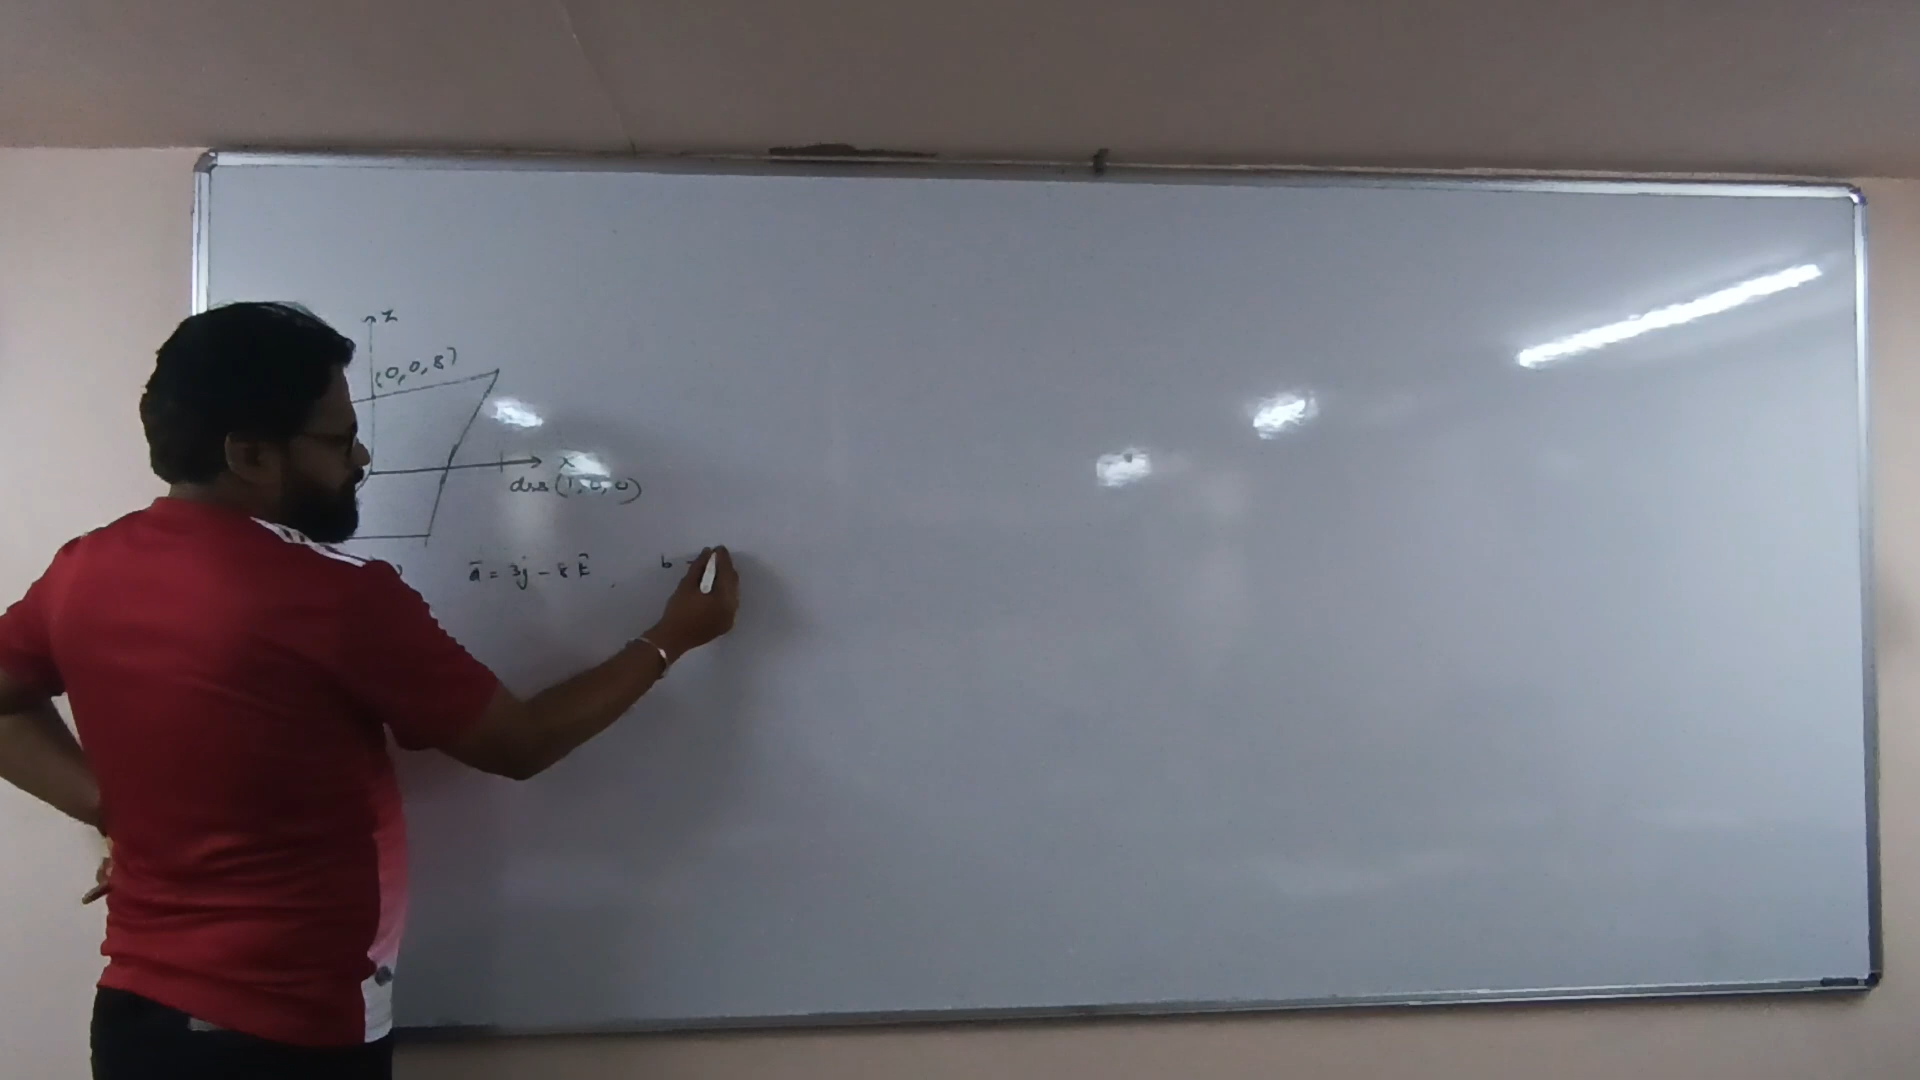 z
(0,0,8)
x
drs (1,0,0)
a̅ = 3j - 8k̂ ,
b -